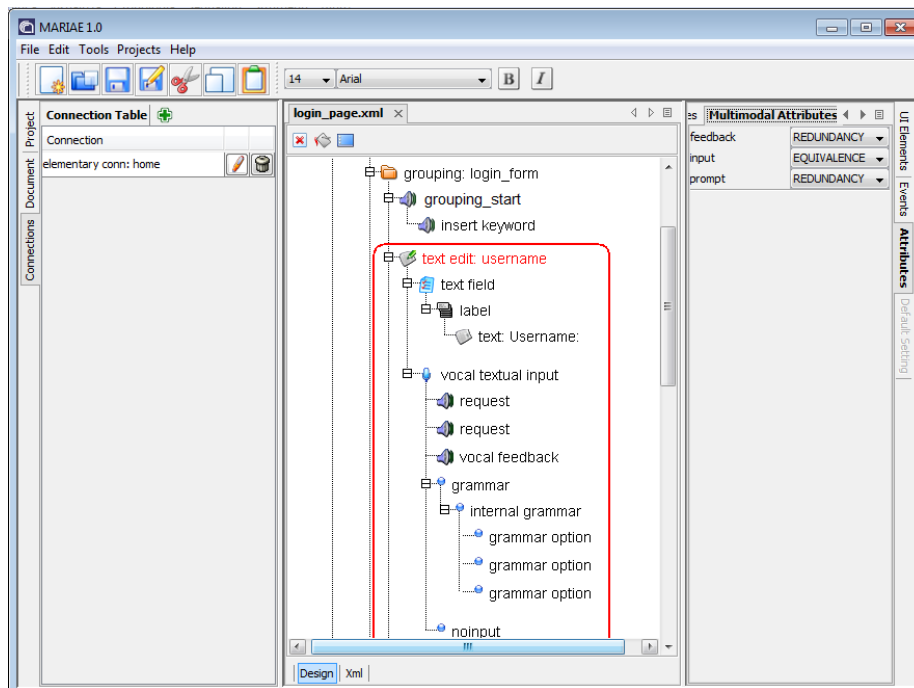 MARIAE 1.0
File Edit Tools Projects Help
14 Arial B I
Project
Document
Connections
Connection Table
Connection
elementary conn: home
login_page.xml
grouping: login_form
grouping_start
insert keyword
text edit: username
text field
label
text: Username:
vocal textual input
request
request
vocal feedback
grammar
internal grammar
grammar option
grammar option
grammar option
noinput
Design Xml
es Multimodal Attributes
feedback REDUNDANCY
input EQUIVALENCE
prompt REDUNDANCY
UI Elements
Events
Attributes
Default Setting